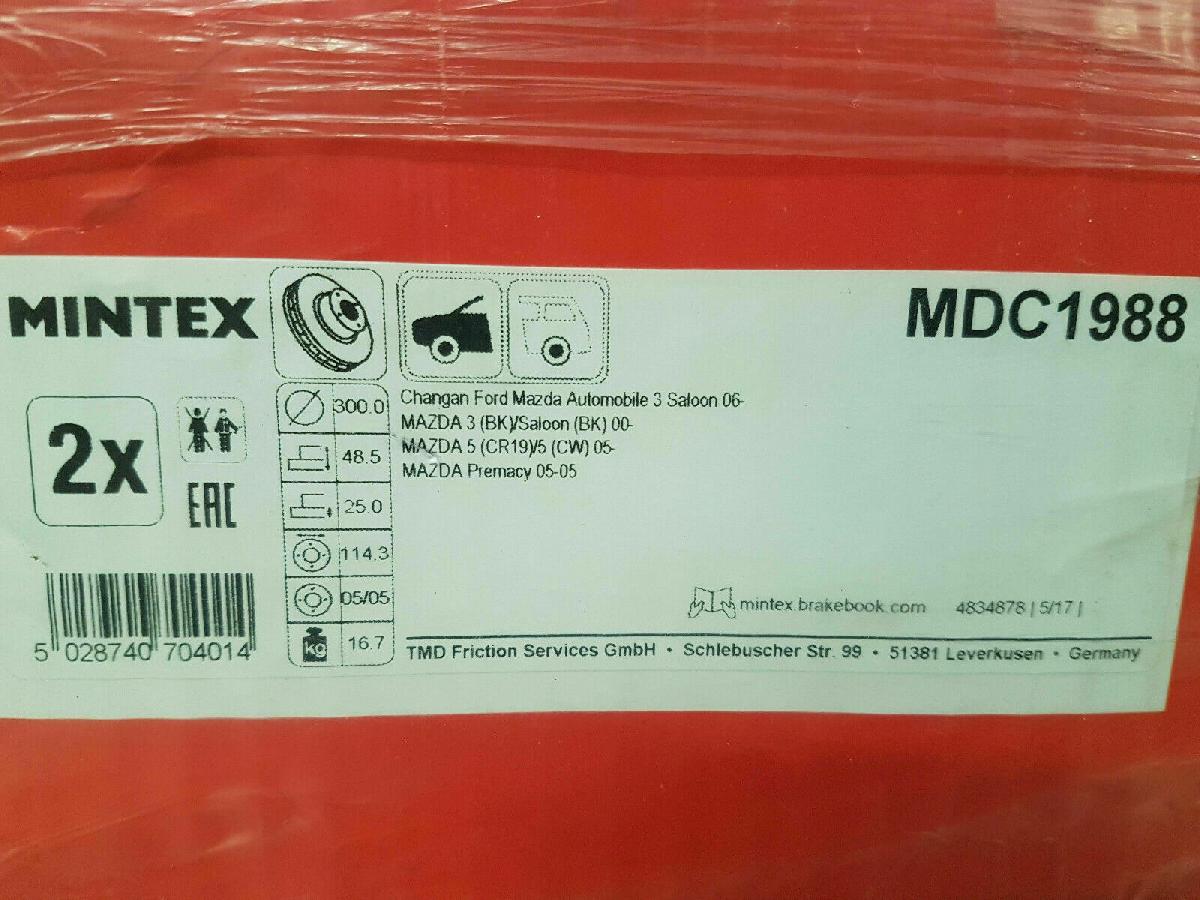 MINTEX
MDC1988
2x
EAC
300.0
48.5
25.0
114.3
05/05
kg 16.7
Changan Ford Mazda Automobile 3 Saloon 06-
MAZDA 3 (BK)/Saloon (BK) 00-
MAZDA 5 (CR19)/5 (CW) 05-
MAZDA Premacy 05-05
mintex.brakebook.com 4834878 | 5/17 |
5 028740 704014
TMD Friction Services GmbH • Schlebuscher Str. 99 • 51381 Leverkusen • Germany